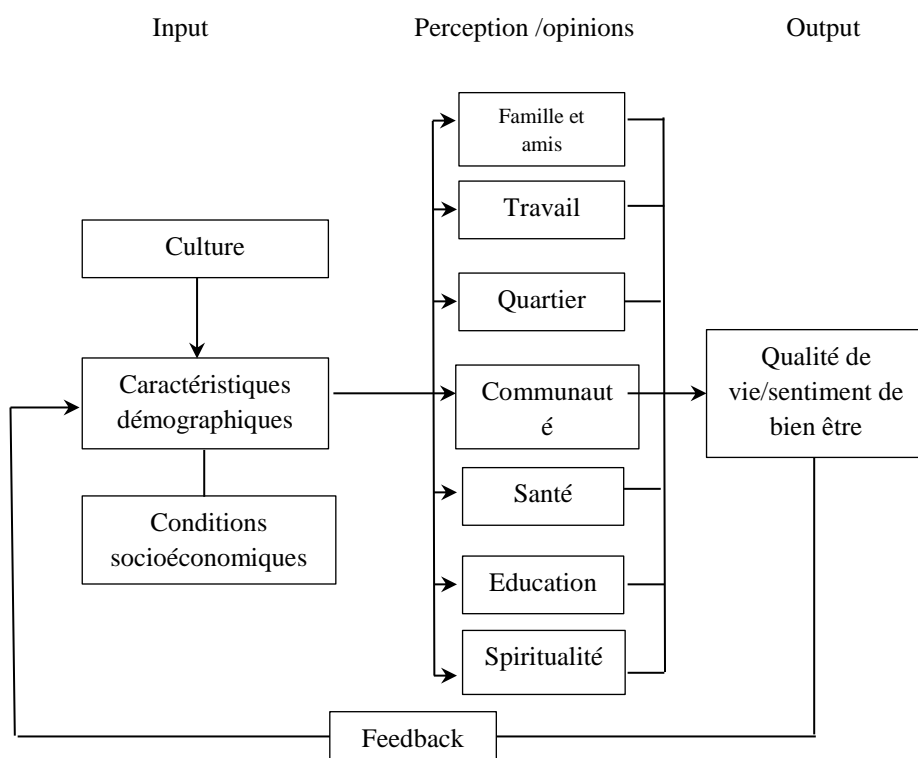 Input
Perception /opinions
Output
Famille et
amis
Travail
Culture
Quartier
Caractéristiques
démographiques
Communaut
é
Qualité de
vie/sentiment de
bien être
Santé
Conditions
socioéconomiques
Education
Spiritualité
Feedback